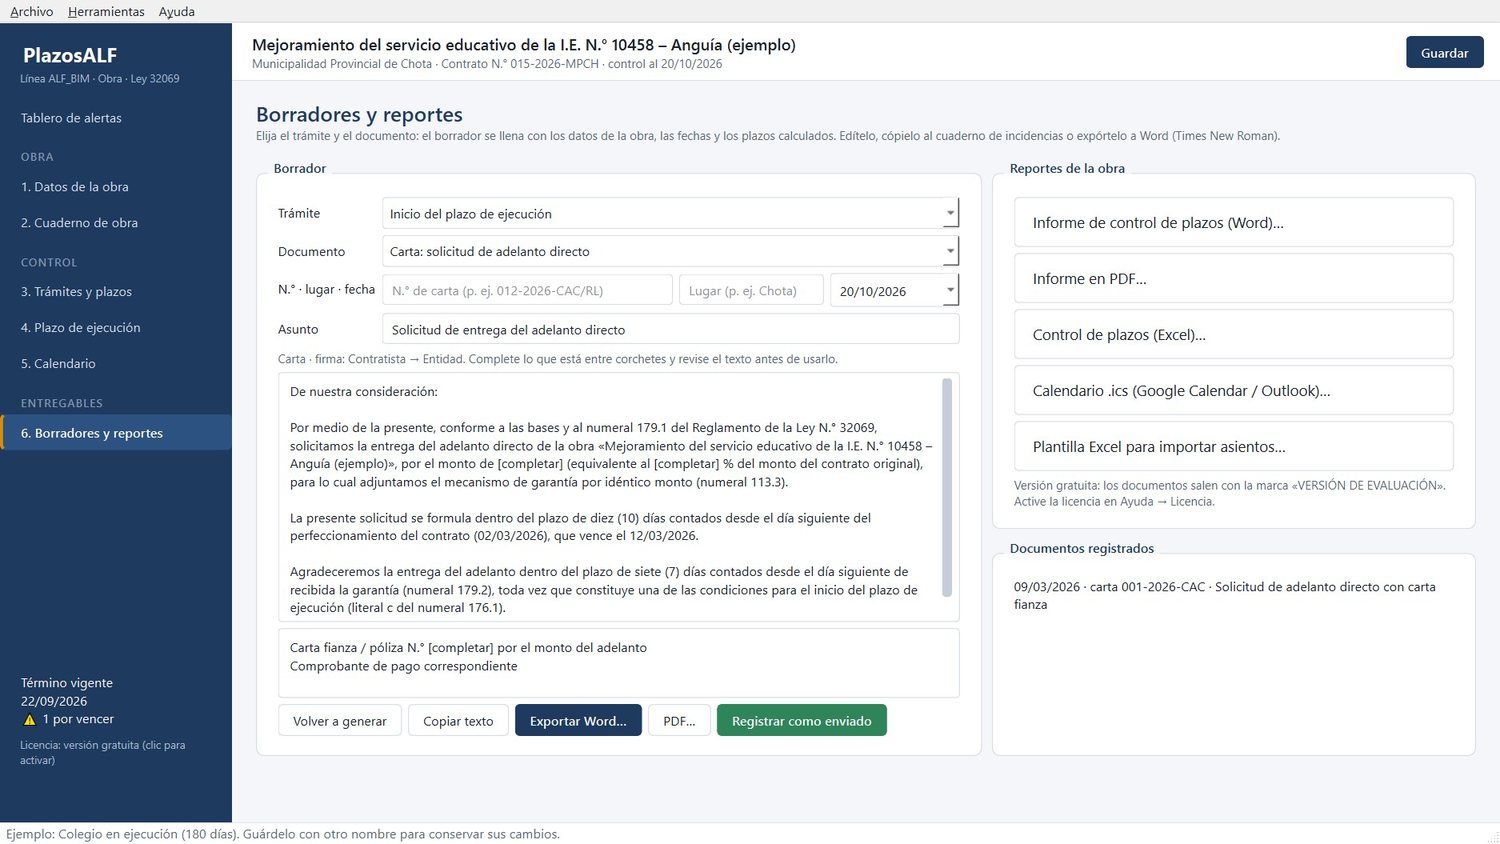 Archivo Herramientas Ayuda
PlazosALF
Línea ALF_BIM · Obra · Ley 32069
Tablero de alertas
OBRA
1. Datos de la obra
2. Cuaderno de obra
CONTROL
3. Trámites y plazos
4. Plazo de ejecución
5. Calendario
ENTREGABLES
6. Borradores y reportes
Término vigente
22/09/2026
1 por vencer
Licencia: versión gratuita (clic para
activar)
Mejoramiento del servicio educativo de la I.E. N.° 10458 – Anguía (ejemplo)
Municipalidad Provincial de Chota · Contrato N.° 015-2026-MPCH · control al 20/10/2026
Guardar
Borradores y reportes
Elija el trámite y el documento: el borrador se llena con los datos de la obra, las fechas y los plazos calculados. Edítelo, cópielo al cuaderno de incidencias o expórtelo a Word (Times New Roman).
Borrador
Trámite Inicio del plazo de ejecución
Documento Carta: solicitud de adelanto directo
N.° · lugar · fecha N.° de carta (p. ej. 012-2026-CAC/RL) Lugar (p. ej. Chota) 20/10/2026
Asunto Solicitud de entrega del adelanto directo
Carta · firma: Contratista → Entidad. Complete lo que está entre corchetes y revise el texto antes de usarlo.
De nuestra consideración:
Por medio de la presente, conforme a las bases y al numeral 179.1 del Reglamento de la Ley N.° 32069,
solicitamos la entrega del adelanto directo de la obra «Mejoramiento del servicio educativo de la I.E. N.° 10458 –
Anguía (ejemplo)», por el monto de [completar] (equivalente al [completar] % del monto del contrato original),
para lo cual adjuntamos el mecanismo de garantía por idéntico monto (numeral 113.3).
La presente solicitud se formula dentro del plazo de diez (10) días contados desde el día siguiente del
perfeccionamiento del contrato (02/03/2026), que vence el 12/03/2026.
Agradeceremos la entrega del adelanto dentro del plazo de siete (7) días contados desde el día siguiente de
recibida la garantía (numeral 179.2), toda vez que constituye una de las condiciones para el inicio del plazo de
ejecución (literal c del numeral 176.1).
Carta fianza / póliza N.° [completar] por el monto del adelanto
Comprobante de pago correspondiente
Volver a generar Copiar texto Exportar Word... PDF... Registrar como enviado
Reportes de la obra
Informe de control de plazos (Word)...
Informe en PDF...
Control de plazos (Excel)...
Calendario .ics (Google Calendar / Outlook)...
Plantilla Excel para importar asientos...
Versión gratuita: los documentos salen con la marca «VERSIÓN DE EVALUACIÓN».
Active la licencia en Ayuda → Licencia.
Documentos registrados
09/03/2026 · carta 001-2026-CAC · Solicitud de adelanto directo con carta
fianza
Ejemplo: Colegio en ejecución (180 días). Guárdelo con otro nombre para conservar sus cambios.